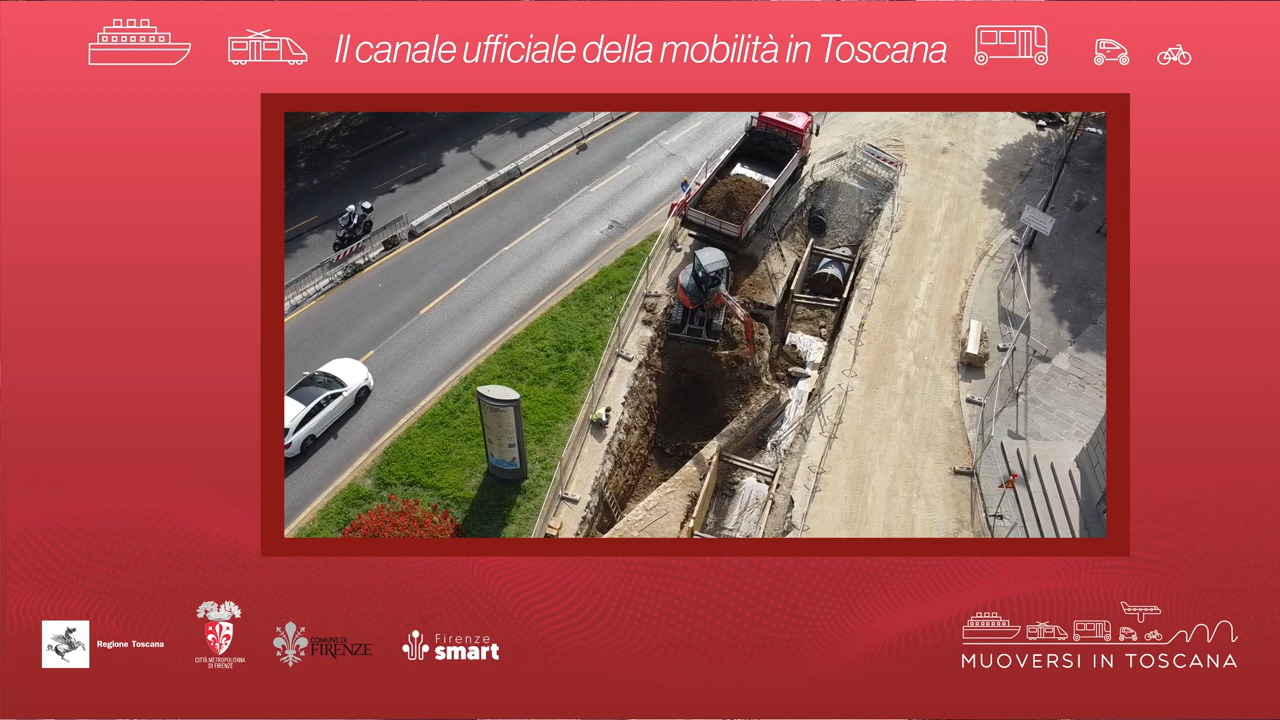 Il canale ufficiale della mobilità in Toscana
Regione Toscana
CITTÀ METROPOLITANA
DI FIRENZE
COMUNE DI
FIRENZE
Firenze
smart
MUOVERSI IN TOSCANA